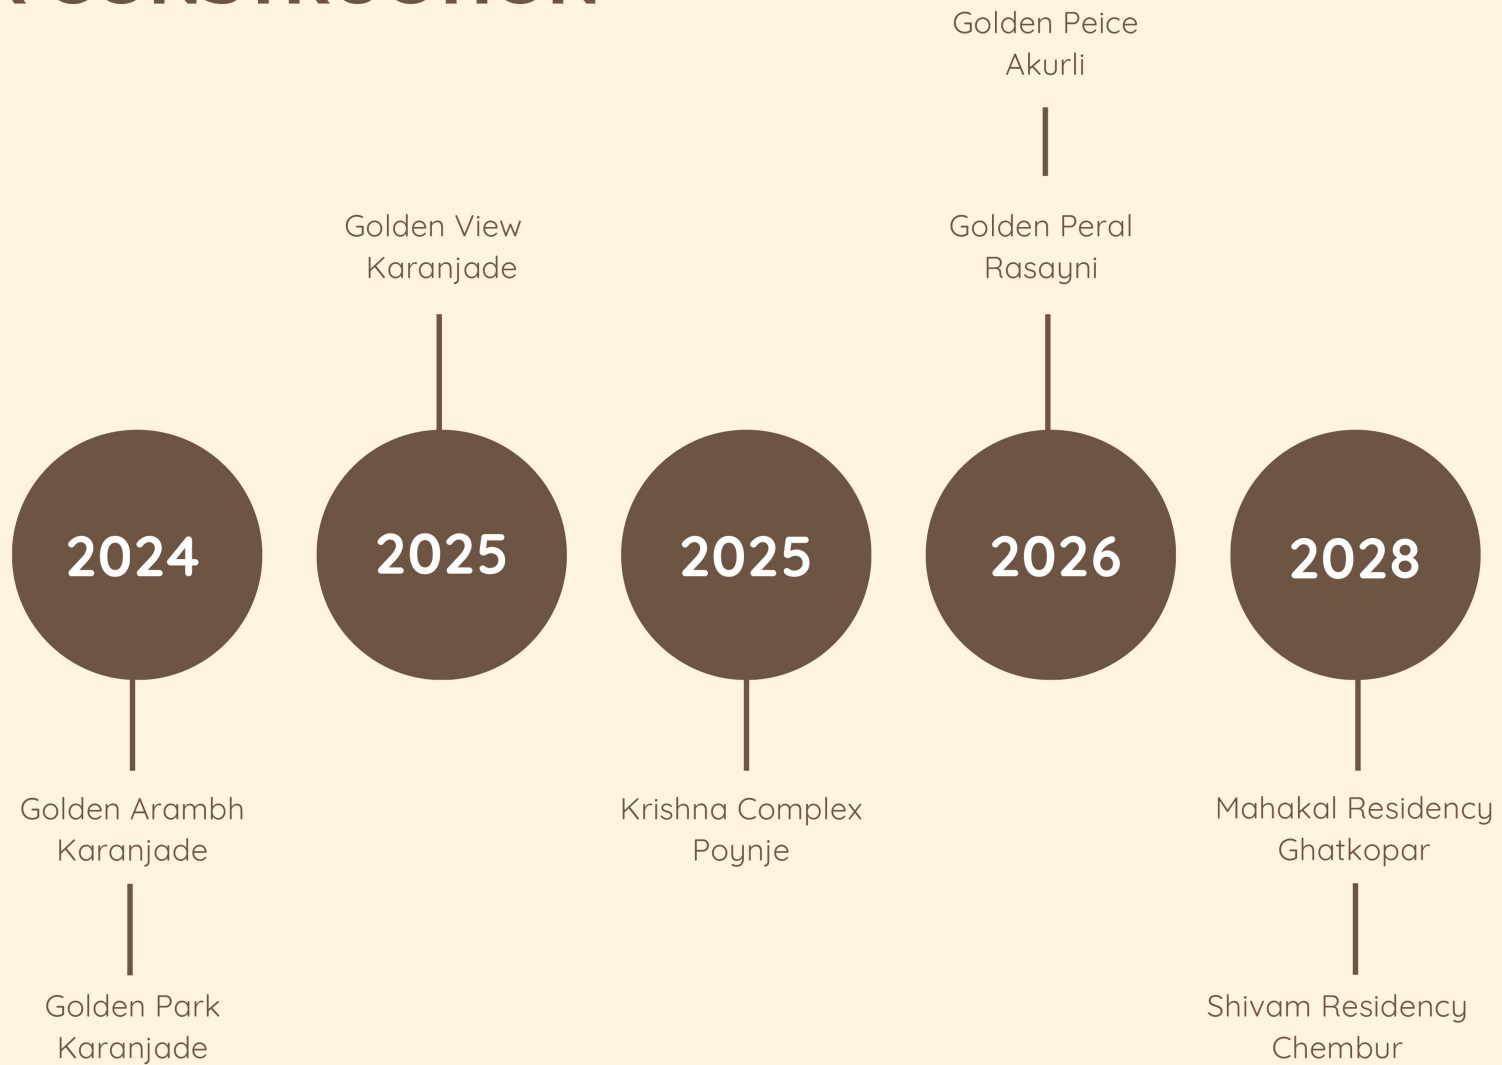 CONSTRUCTION
Golden Peice
Akurli
Golden View
Karanjade
Golden Peral
Rasayni
2024
2025
2025
2026
2028
Golden Arambh
Karanjade
Krishna Complex
Poynje
Mahakal Residency
Ghatkopar
Golden Park
Karanjade
Shivam Residency
Chembur